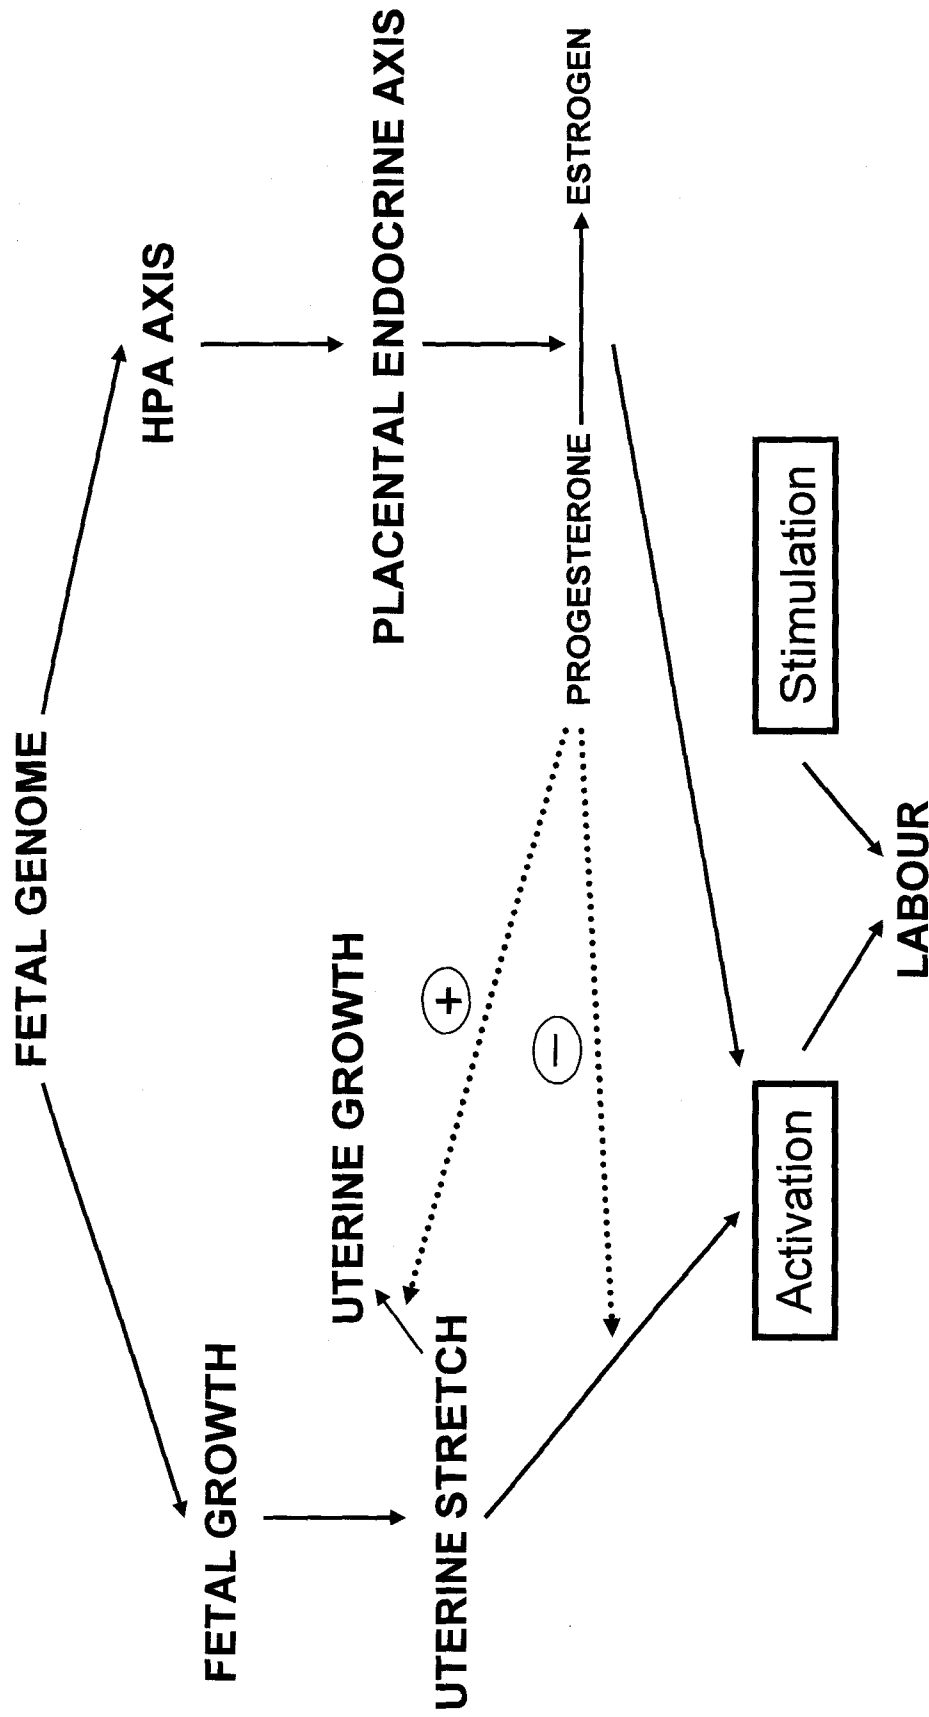 FETAL GENOME
HPA AXIS
FETAL GROWTH
UTERINE GROWTH
PLACENTAL ENDOCRINE AXIS
UTERINE STRETCH
+
−
PROGESTERONE
ESTROGEN
Activation
Stimulation
LABOUR